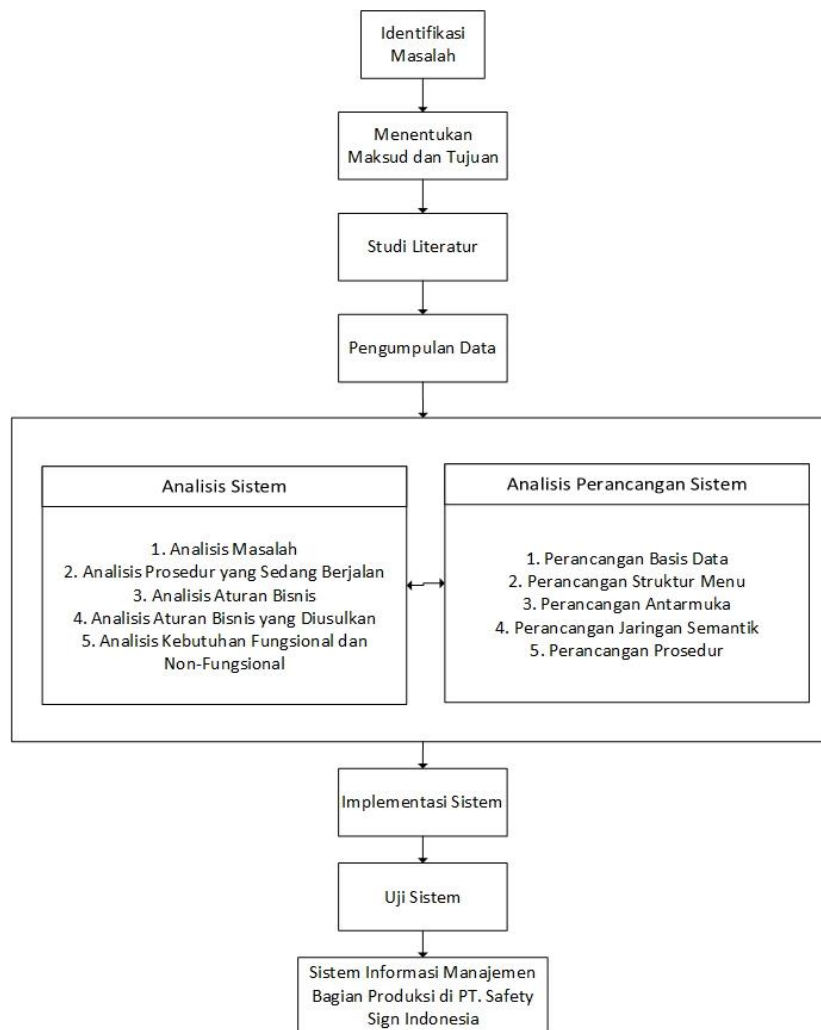 Identifikasi
Masalah
Menentukan
Maksud dan Tujuan
Studi Literatur
Pengumpulan Data
Analisis Sistem
1. Analisis Masalah
2. Analisis Prosedur yang Sedang Berjalan
3. Analisis Aturan Bisnis
4. Analisis Aturan Bisnis yang Diusulkan
5. Analisis Kebutuhan Fungsional dan
Non-Fungsional
Analisis Perancangan Sistem
1. Perancangan Basis Data
2. Perancangan Struktur Menu
3. Perancangan Antarmuka
4. Perancangan Jaringan Semantik
5. Perancangan Prosedur
Implementasi Sistem
Uji Sistem
Sistem Informasi Manajemen
Bagian Produksi di PT. Safety
Sign Indonesia